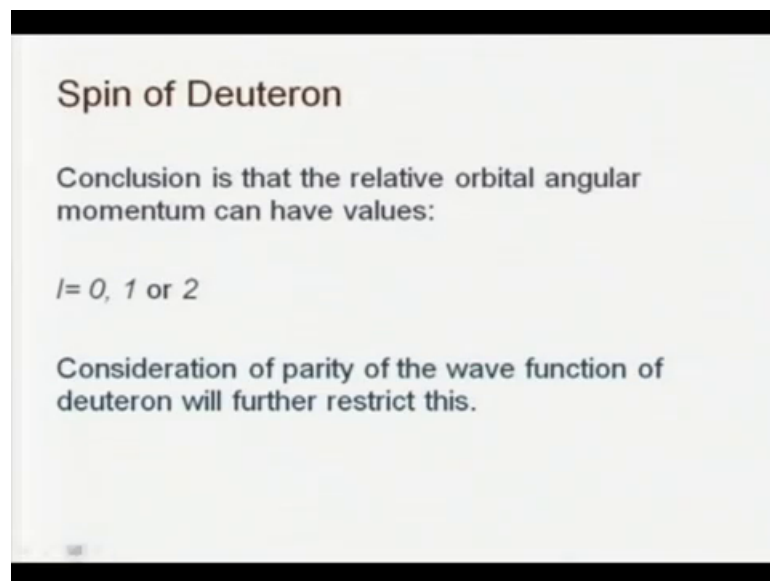 Spin of Deuteron
Conclusion is that the relative orbital angular
momentum can have values:
l= 0, 1 or 2
Consideration of parity of the wave function of
deuteron will further restrict this.